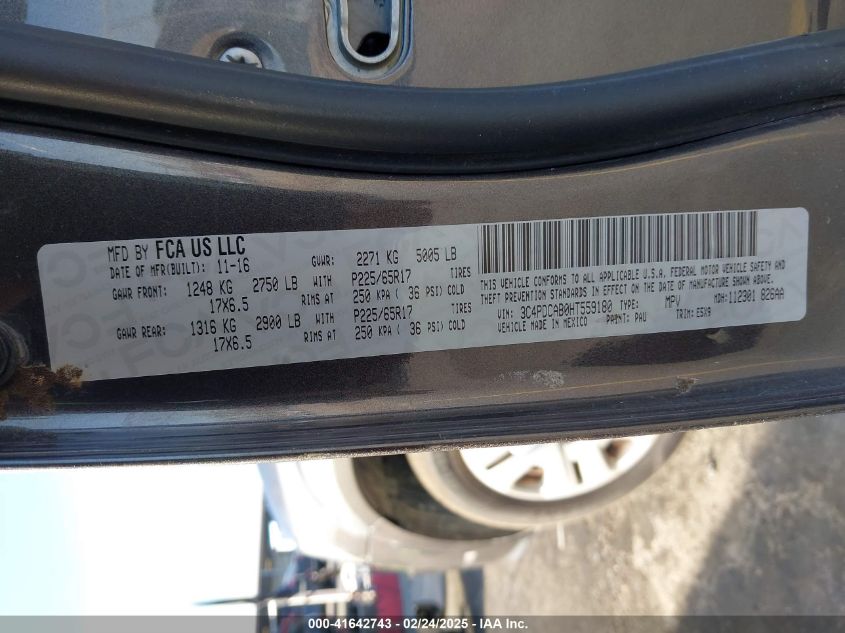 MFD BY FCA US LLC
DATE OF MFR(BUILT): 11-16 GVWR: 2271 KG 5005 LB
GAWR FRONT: 1248 KG 2750 LB WITH P225/65R17 TIRES
17X6.5 RIMS AT 250 KPA ( 36 PSI) COLD
GAWR REAR: 1316 KG 2900 LB WITH P225/65R17 TIRES
17X6.5 RIMS AT 250 KPA ( 36 PSI) COLD
THIS VEHICLE CONFORMS TO ALL APPLICABLE U.S.A. FEDERAL MOTOR VEHICLE SAFETY,
BUMPER, AND THEFT PREVENTION STANDARDS IN EFFECT ON THE
DATE OF MANUFACTURE SHOWN ABOVE.
VIN: 3C4PDCAB0HT559180 TYPE: MPV MDH: 112301 826AA
VEHICLE MADE IN MEXICO PAINT: PAU TRIM: E5X9
000-41642743 - 02/24/2025 - IAA Inc.